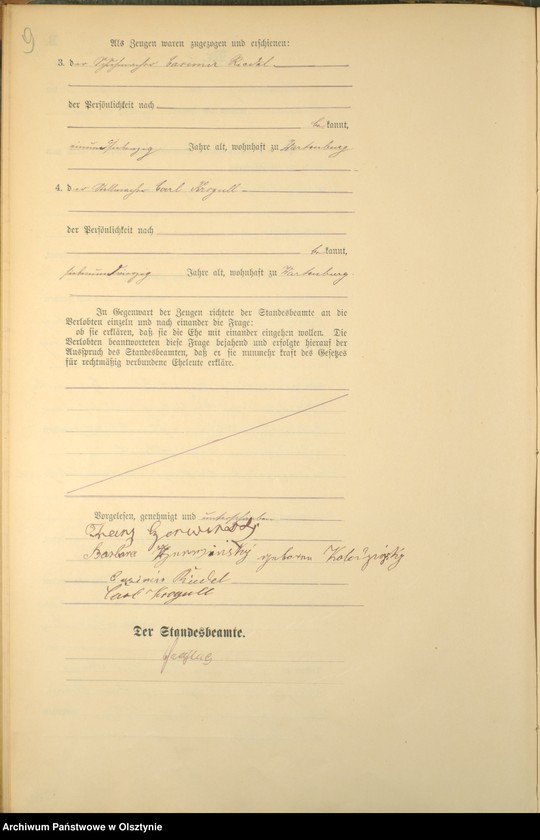 9
Als Zeugen waren zugezogen und erschienen:
3. der Schuhmacher Casimir Riedel
der Persönlichkeit nach
be kannt,
Jahre alt, wohnhaft zu Wartenburg
4. der Stellmacher Carl Krogull
der Persönlichkeit nach
be kannt,
siebenundvierzig Jahre alt, wohnhaft zu Wartenburg.
In Gegenwart der Zeugen richtete der Standesbeamte an die
Verlobten einzeln und nach einander die Frage:
ob sie erklären, daß sie die Ehe mit einander eingehen wollen. Die
Verlobten beantworteten diese Frage bejahend und erfolgte hierauf der
Ausspruch des Standesbeamten, daß er sie nunmehr kraft des Gesetzes
für rechtmäßig verbundene Eheleute erkläre.
Vorgelesen, genehmigt und unterschrieben
Franz
Barbara geborene
Casimir Riedel
Carl Krogull
Der Standesbeamte.
Archiwum Państwowe w Olsztynie